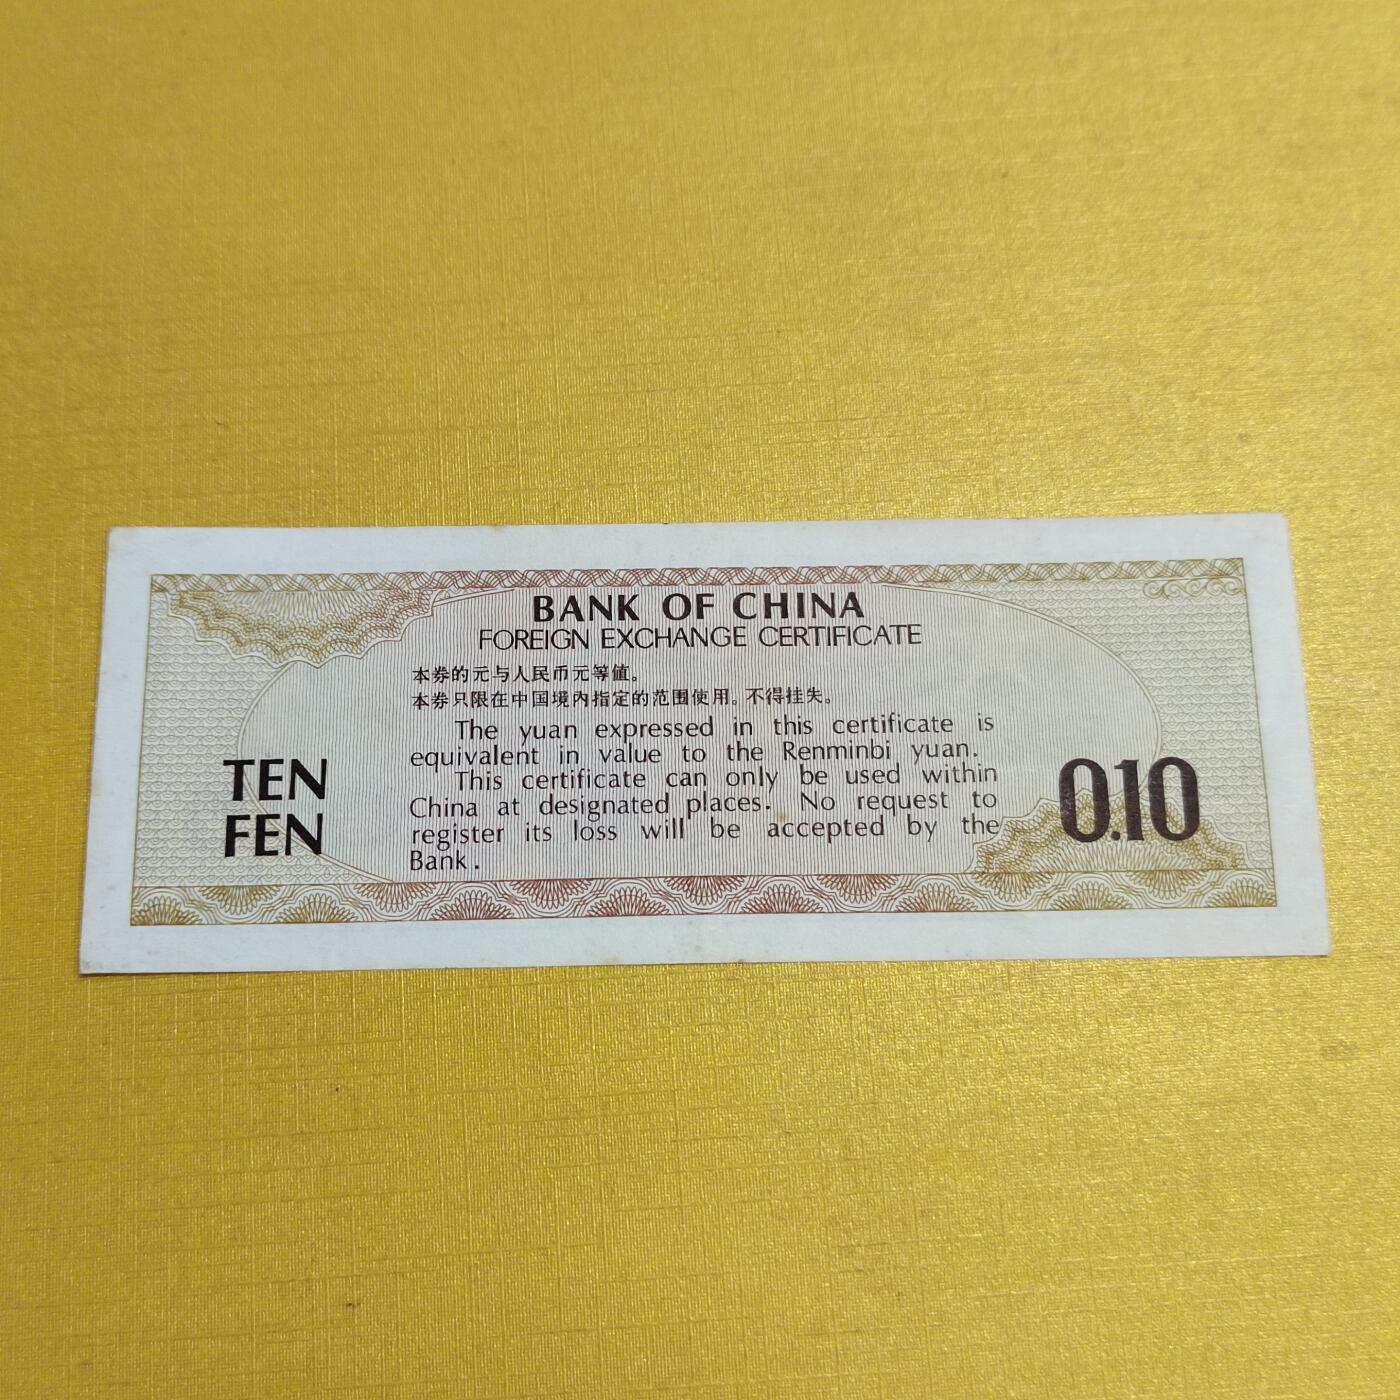 BANK OF CHINA
FOREIGN EXCHANGE CERTIFICATE
本券的元与人民币元等值。
本券只限在中国境内指定的范围使用。不得挂失。
The yuan expressed in this certificate is
equivalent in value to the Renminbi yuan.
This certificate can only be used within
China at designated places. No request to
register its loss will be accepted by the
Bank.
TEN
FEN
0.10